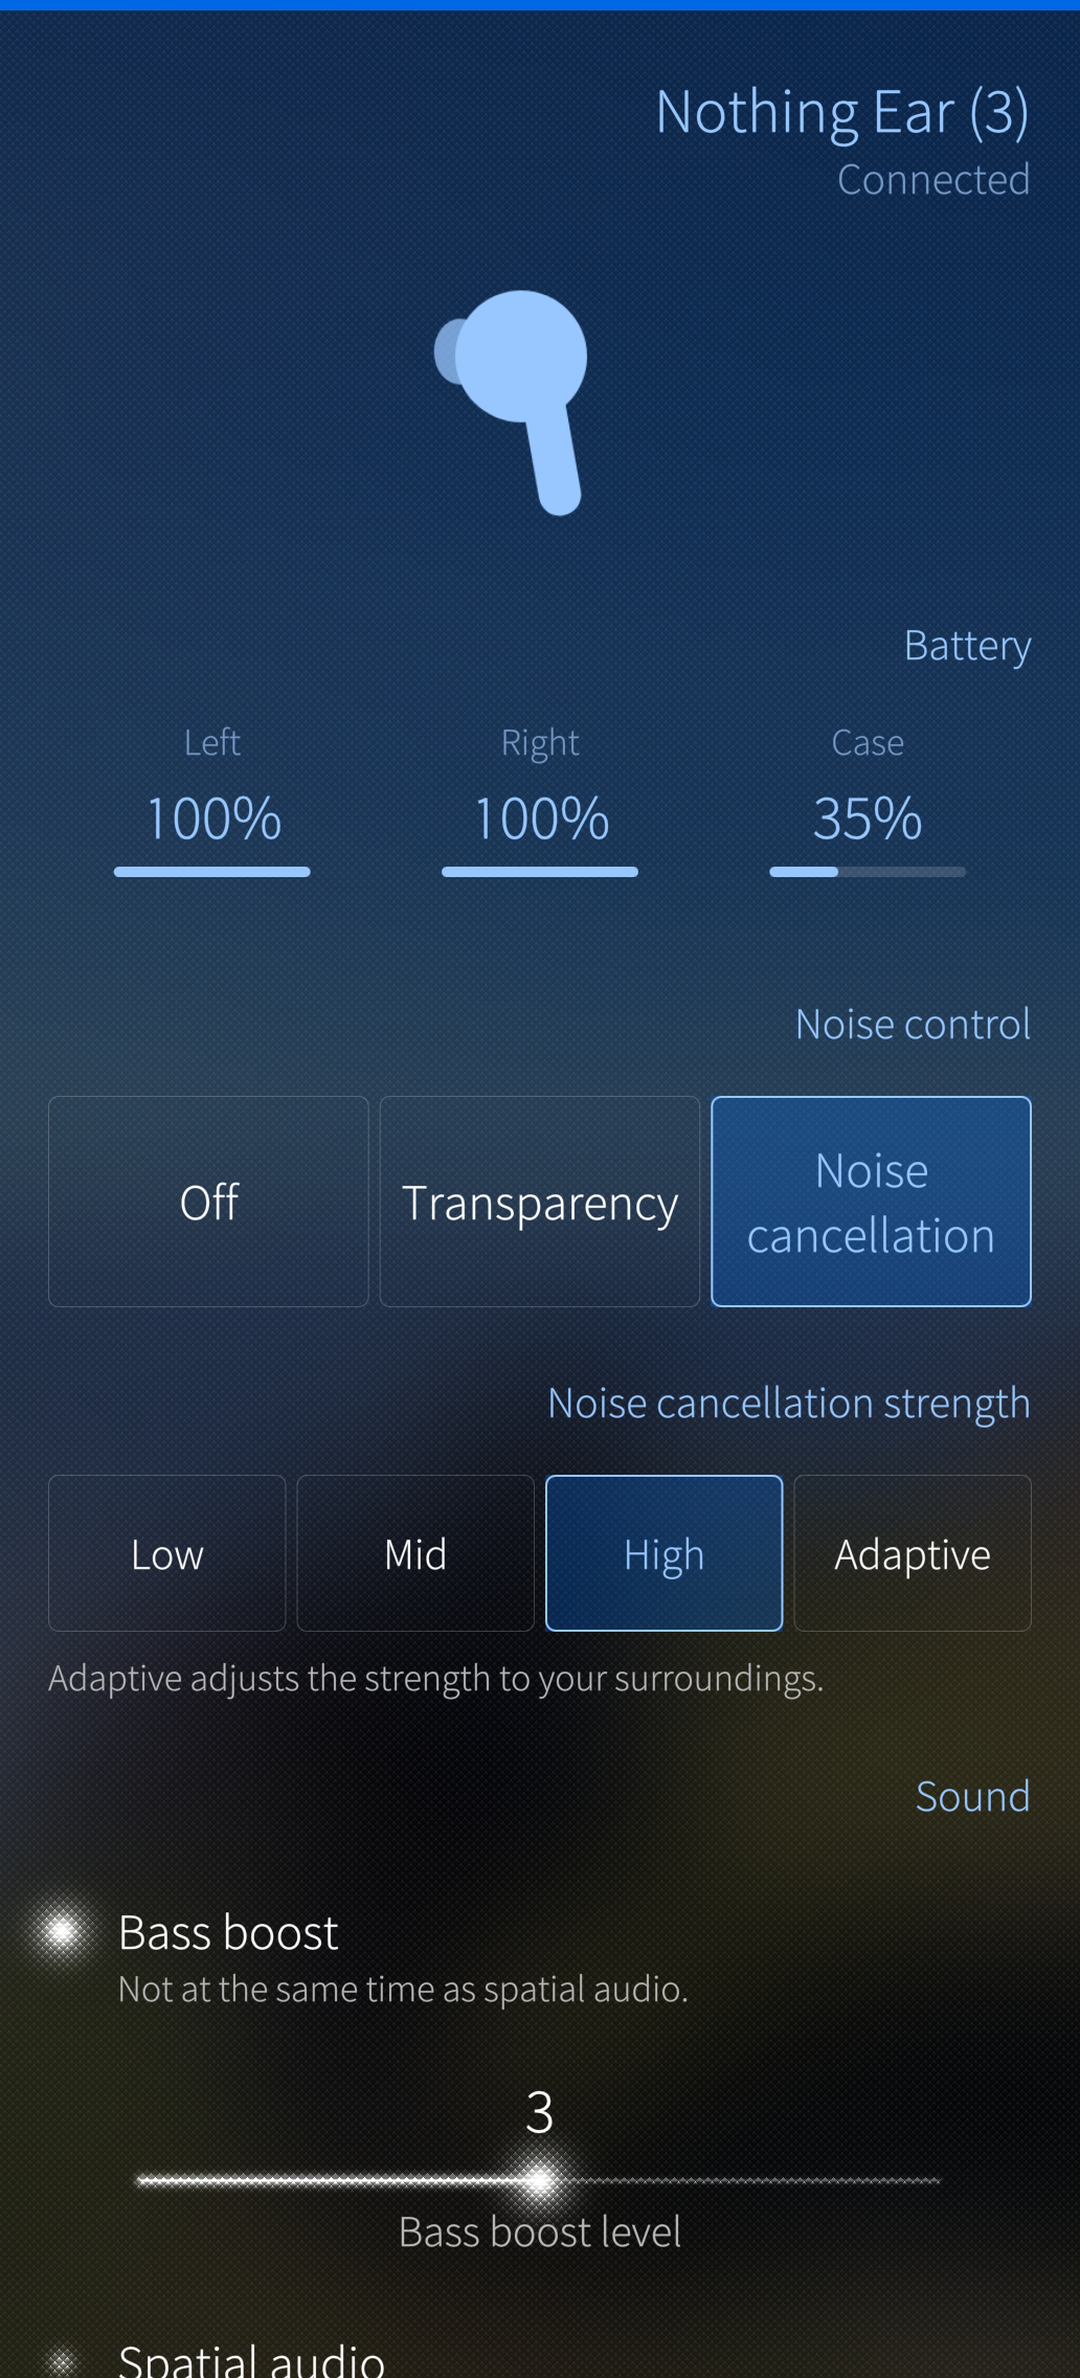 Nothing Ear (3)
Connected
Battery
Left
Right
Case
100%
100%
35%
Noise control
Off
Transparency
Noise
cancellation
Noise cancellation strength
Low
Mid
High
Adaptive
Adaptive adjusts the strength to your surroundings.
Sound
Bass boost
Not at the same time as spatial audio.
3
Bass boost level
Spatial audio